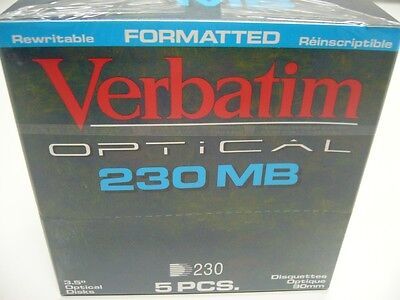 Rewritable FORMATTED Réinscriptible
Verbatim
OPTICAL
230 MB
230
5 PCS.
3.5"
Optical
Disks
Disquettes
Optique
90mm